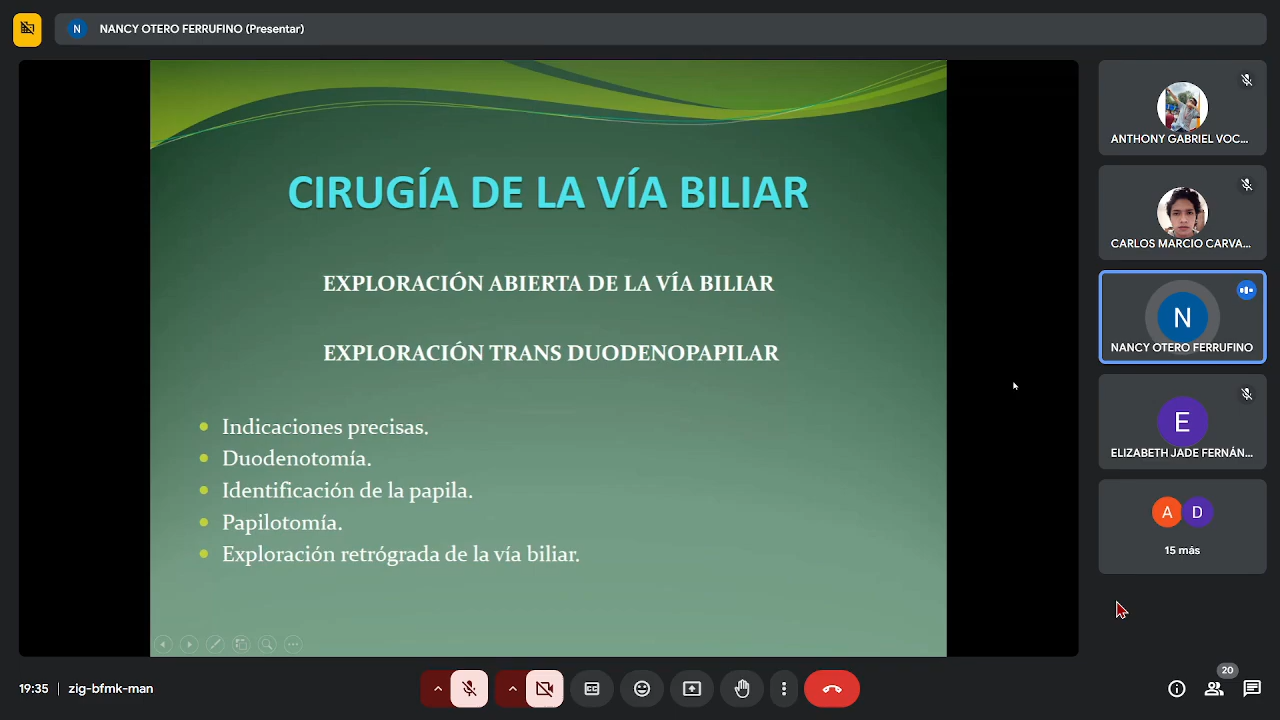 N NANCY OTERO FERRUFINO (Presentar)
CIRUGÍA DE LA VÍA BILIAR
EXPLORACIÓN ABIERTA DE LA VÍA BILIAR
EXPLORACIÓN TRANS DUODENOPAPILAR
• Indicaciones precisas.
• Duodenotomía.
• Identificación de la papila.
• Papilotomía.
• Exploración retrógrada de la vía biliar.
ANTHONY GABRIEL VOC...
CARLOS MARCIO CARVA...
N
NANCY OTERO FERRUFINO
E
ELIZABETH JADE FERNÁN...
A D
15 más
19:35 | zig-bfmk-man
20